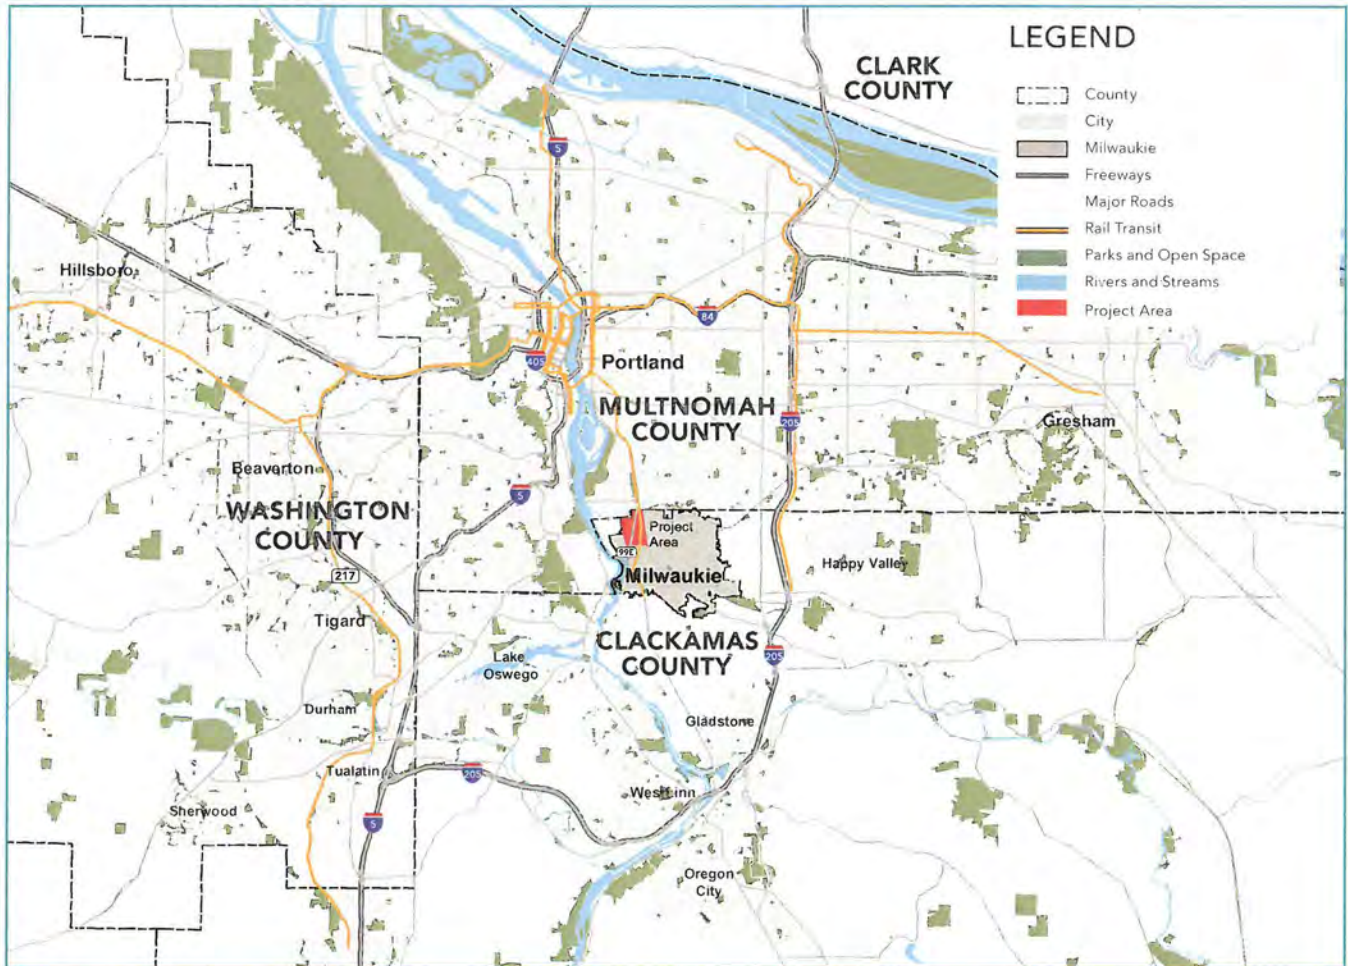 LEGEND
County
City
Milwaukie
Freeways
Major Roads
Rail Transit
Parks and Open Space
Rivers and Streams
Project Area
CLARK
COUNTY
5
Hillsboro
84
405
Portland
MULTNOMAH
COUNTY
205
Gresham
Beaverton
5
WASHINGTON
COUNTY
Project
Area
99E
217
Milwaukie
Happy Valley
Tigard
CLACKAMAS
COUNTY
205
Lake
Oswego
Durham
Gladstone
Tualatin
205
West Linn
Sherwood
5
Oregon
City